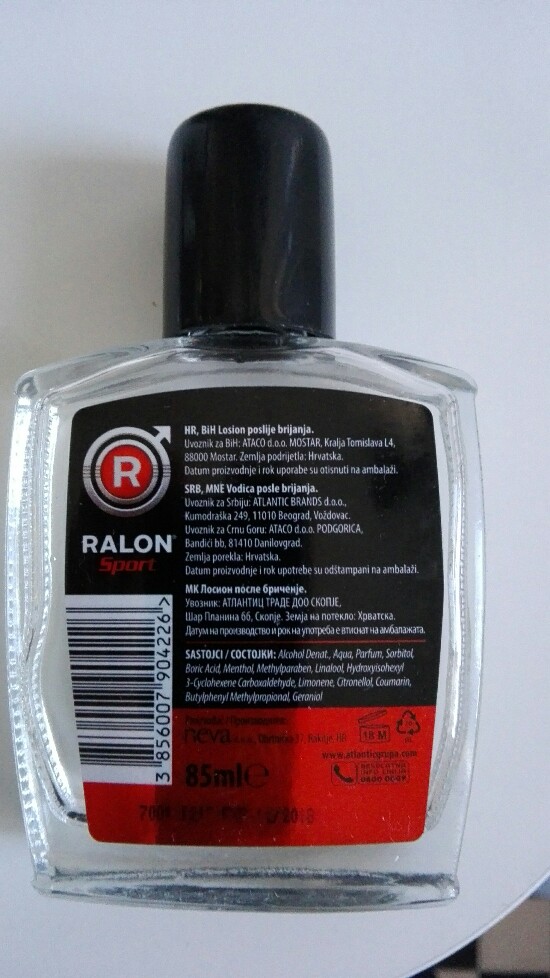 R
RALON
Sport
HR, BiH Losion poslije brijanja.
Uvoznik za BiH: ATACO d.o.o. MOSTAR, Kralja Tomislava L4,
88000 Mostar. Zemlja podrijetla: Hrvatska.
Datum proizvodnje i rok uporabe su otisnuti na ambalaži.
SRB, MNE Vodica posle brijanja.
Uvoznik za Srbiju: ATLANTIC BRANDS d.o.o.,
Kumodraška 249, 11010 Beograd, Voždovac.
Uvoznik za Crnu Goru: ATACO d.o.o. PODGORICA,
Bandići bb, 81410 Danilovgrad.
Zemlja porekla: Hrvatska.
Datum proizvodnje i rok upotrebe su odštampani na ambalaži.
МК Лосион после бричење.
Увозник: АТЛАНТИЦ ТРАДЕ ДОО СКОПЈЕ,
Шар Планина бб, Скопје. Земја на потекло: Хрватска.
Датум на производство и рок на употреба е втиснат на амбалажата.
SASTOJCI / СОСТОЈКИ: Alcohol Denat., Aqua, Parfum, Sorbitol,
Boric Acid, Menthol, Methylparaben, Linalool, Hydroxyisohexyl
3-Cyclohexene Carboxaldehyde, Limonene, Citronellol, Coumarin,
Butylphenyl Methylpropional, Geraniol
neva d.o.o., Rakitje, HR
18 M
www.atlanticgrupa.com
85ml e
BESPLATNA
INFO LINIJA
3 856007 904226 >